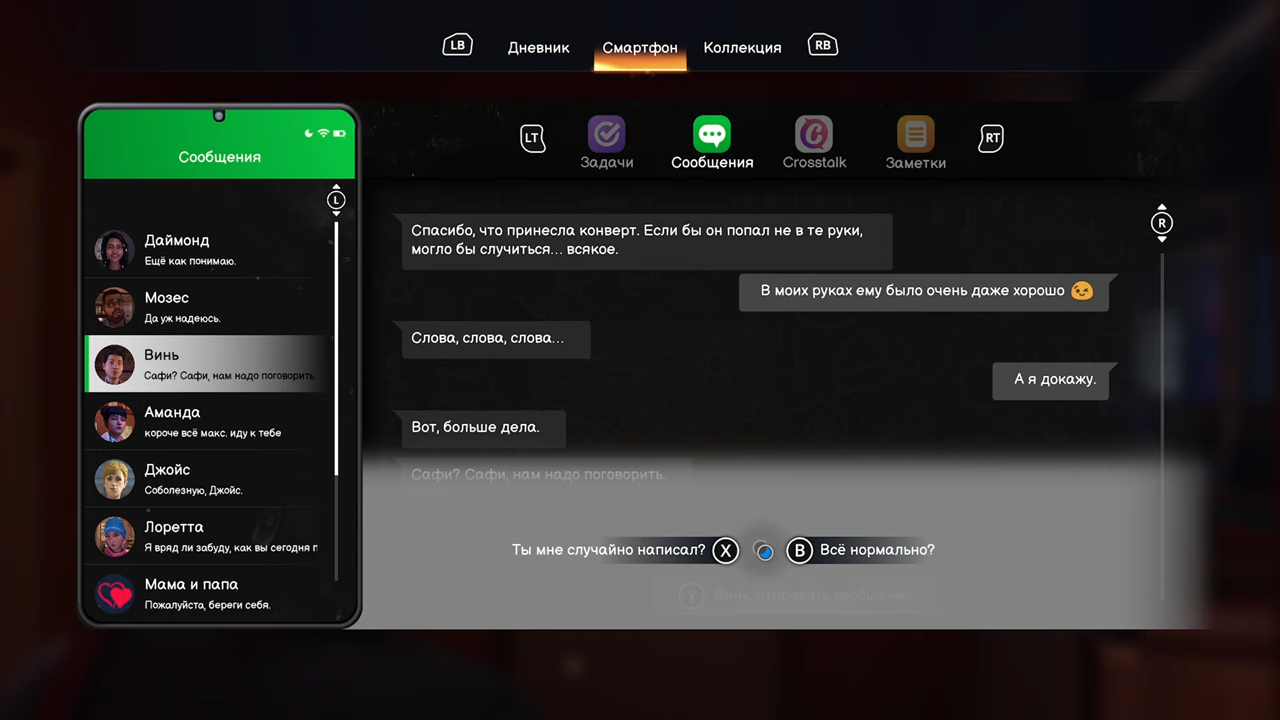 LB
Дневник
Смартфон
Коллекция
RB
Сообщения
L
Даймонд
Ещё как понимаю.
Мозес
Да уж надеюсь.
Винь
Сафи? Сафи, нам надо поговорить.
Аманда
короче всё макс. иду к тебе
Джойс
Соболезную, Джойс.
Лоретта
Я вряд ли забуду, как вы сегодня п
Мама и папа
Пожалуйста, береги себя.
LT
Задачи
Сообщения
Crosstalk
Заметки
RT
R
Спасибо, что принесла конверт. Если бы он попал не в те руки,
могло бы случиться... всякое.
В моих руках ему было очень даже хорошо 😉
Слова, слова, слова...
А я докажу.
Вот, больше дела.
Сафи? Сафи, нам надо поговорить.
Ты мне случайно написал? X
B Всё нормально?
Y Винь: отправить сообщение